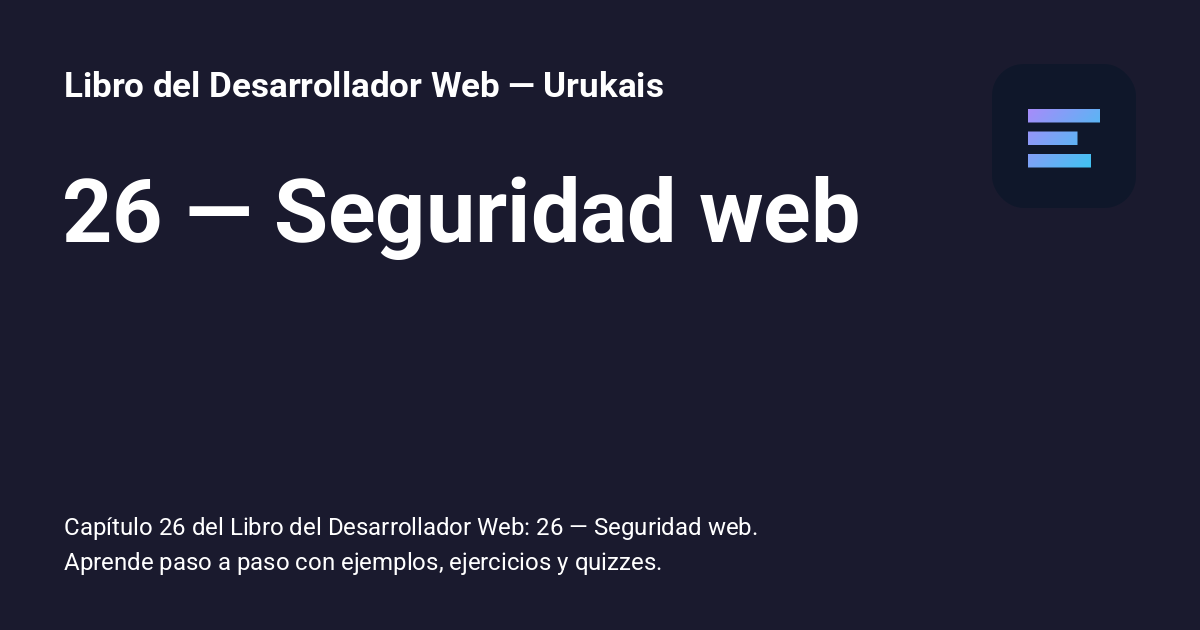 Libro del Desarrollador Web — Urukais
26 — Seguridad web
Capítulo 26 del Libro del Desarrollador Web: 26 — Seguridad web.
Aprende paso a paso con ejemplos, ejercicios y quizzes.